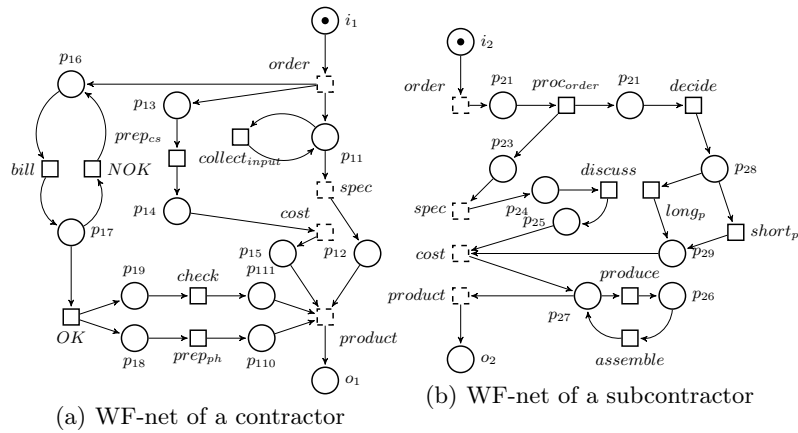 i1
p16
order
p13
prepcs
collectinput
p11
bill
NOK
spec
p14
cost
p17
p15
p12
p19
check
p111
OK
p18
prepph
p110
product
o1
(a) WF-net of a contractor
i2
order
p21
procorder
p21
decide
p23
discuss
p28
spec
p24
p25
longp
shortp
cost
p29
product
produce
p27
p26
assemble
o2
(b) WF-net of a subcontractor